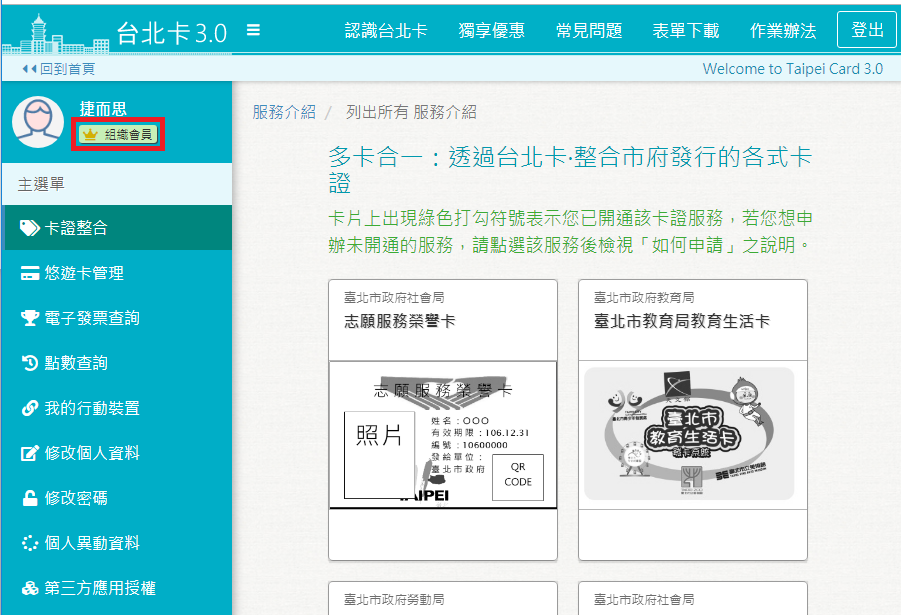 台北卡 3.0
認識台北卡
獨享優惠
常見問題
表單下載
作業辦法
登出
回到首頁
Welcome to Taipei Card 3.0
捷而思
組織會員
主選單
卡證整合
悠遊卡管理
電子發票查詢
點數查詢
我的行動裝置
修改個人資料
修改密碼
個人異動資料
第三方應用授權
服務介紹 / 列出所有 服務介紹
多卡合一：透過台北卡‧整合市府發行的各式卡
證
卡片上出現綠色打勾符號表示您已開通該卡證服務，若您想申
辦未開通的服務，請點選該服務後檢視「如何申請」之說明。
臺北市政府社會局
志願服務榮譽卡
志願服務榮譽卡
照片
姓名：OOO
有效期限：106.12.31
編號：10600000
發給單位：
臺北市政府
QR
CODE
TAIPEI
臺北市政府教育局
臺北市教育局教育生活卡
天文館
臺北市
教育生活卡
臺北市政府勞動局
臺北市政府社會局